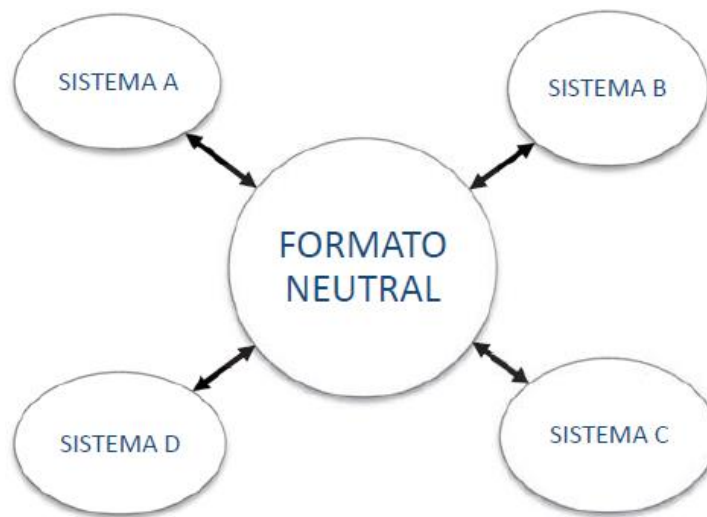 SISTEMA A
SISTEMA B
FORMATO
NEUTRAL
SISTEMA D
SISTEMA C